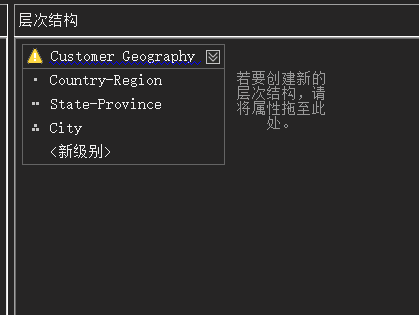 层次结构
Customer Geography
Country-Region
State-Province
City
<新级别>
若要创建新的
层次结构，请
将属性拖至此
处。